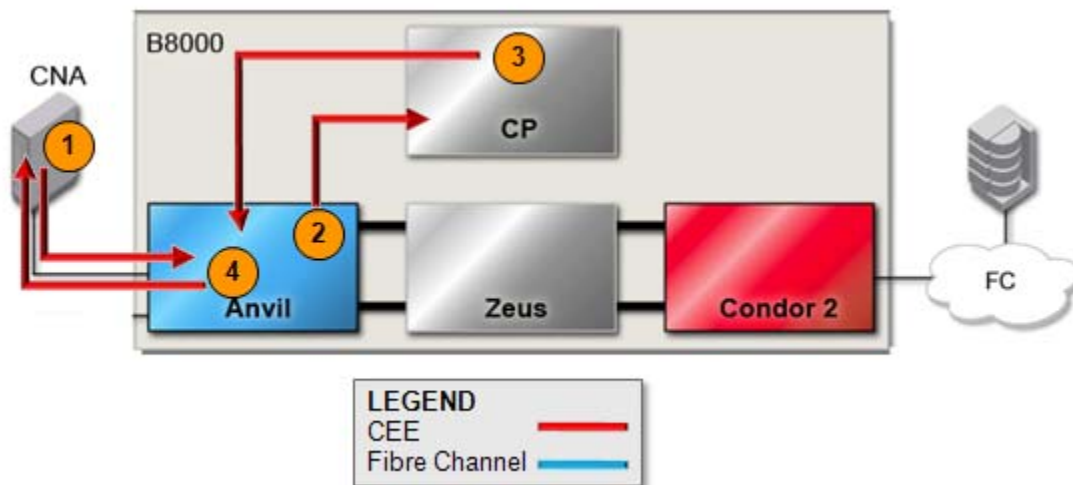 B8000
CNA
3
CP
1
2
4
Anvil
Zeus
Condor 2
FC
LEGEND
CEE
Fibre Channel